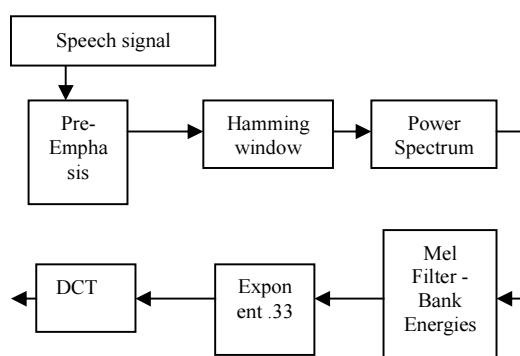 Speech signal
Pre-
Empha
sis
Hamming
window
Power
Spectrum
Mel
Filter -
Bank
Energies
Expon
ent .33
DCT